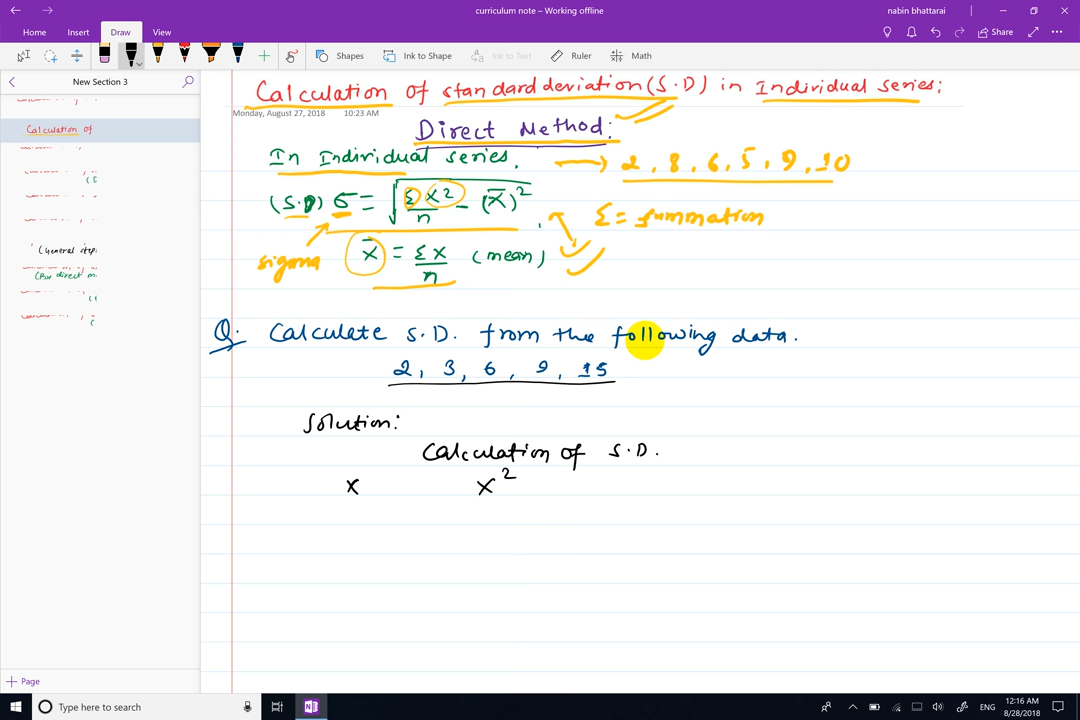 curriculum note – Working offline
nabin bhattarai
Home Insert Draw View
Share
Shapes Ink to Shape Ink to Text Ruler Math
New Section 3
Calculation of
(General step
(For direct m
Page
Calculation of standard deviation (S.D) in Individual series:
Monday, August 27, 2018 10:23 AM
Direct Method:
In Individual series. → 2, 8, 6, 5, 9, 10
(S.D) σ = √Σx²/n − (x̄)²
Σ = summation
sigma
x̄ = Σx/n (mean)
Q. Calculate S.D. from the following data.
2, 3, 6, 9, 15
Solution:
Calculation of S.D.
x x²
Type here to search
ENG
12:16 AM
8/28/2018